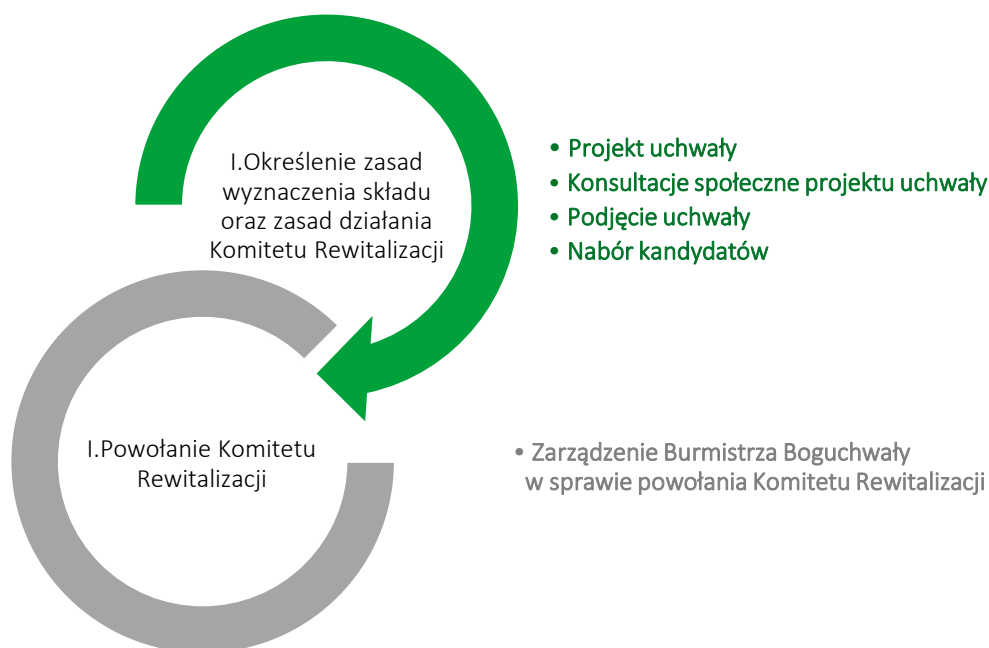 I.Określenie zasad
wyznaczenia składu
oraz zasad działania
Komitetu Rewitalizacji
• Projekt uchwały
• Konsultacje społeczne projektu uchwały
• Podjęcie uchwały
• Nabór kandydatów
I.Powołanie Komitetu
Rewitalizacji
• Zarządzenie Burmistrza Boguchwały
w sprawie powołania Komitetu Rewitalizacji